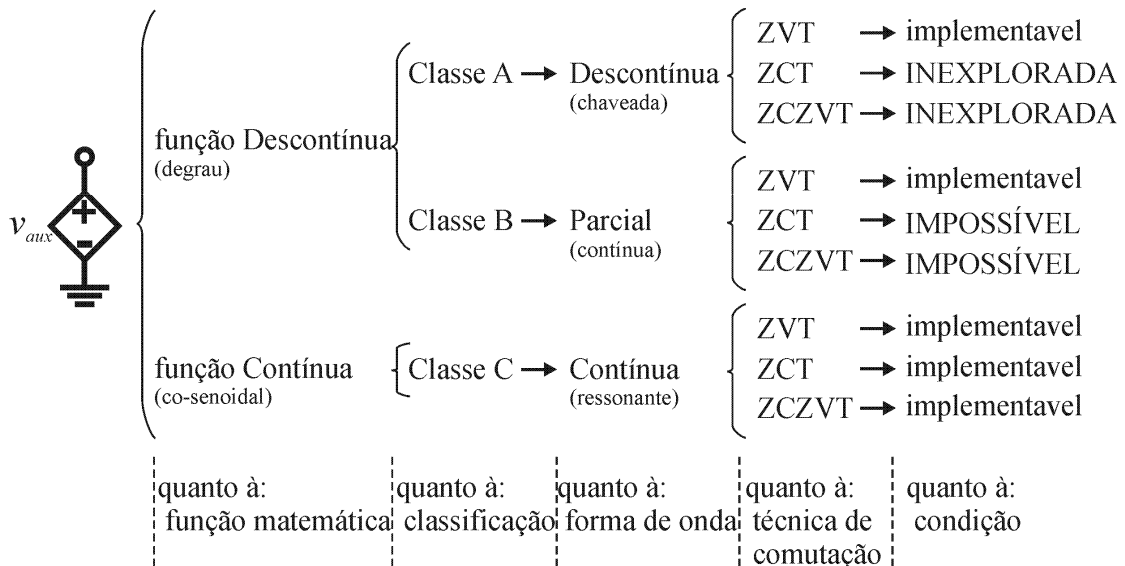 ZVT → implementavel
Classe A → Descontínua
(chaveada)
ZCT → INEXPLORADA
ZCZVT → INEXPLORADA
função Descontínua
(degrau)
ZVT → implementavel
Classe B → Parcial
(contínua)
ZCT → IMPOSSÍVEL
ZCZVT → IMPOSSÍVEL
v aux
+
-
ZVT → implementavel
função Contínua
(co-senoidal)
Classe C → Contínua
(ressonante)
ZCT → implementavel
ZCZVT → implementavel
quanto à:
função matemática
quanto à:
classificação
quanto à:
forma de onda
quanto à:
técnica de
comutação
quanto à:
condição